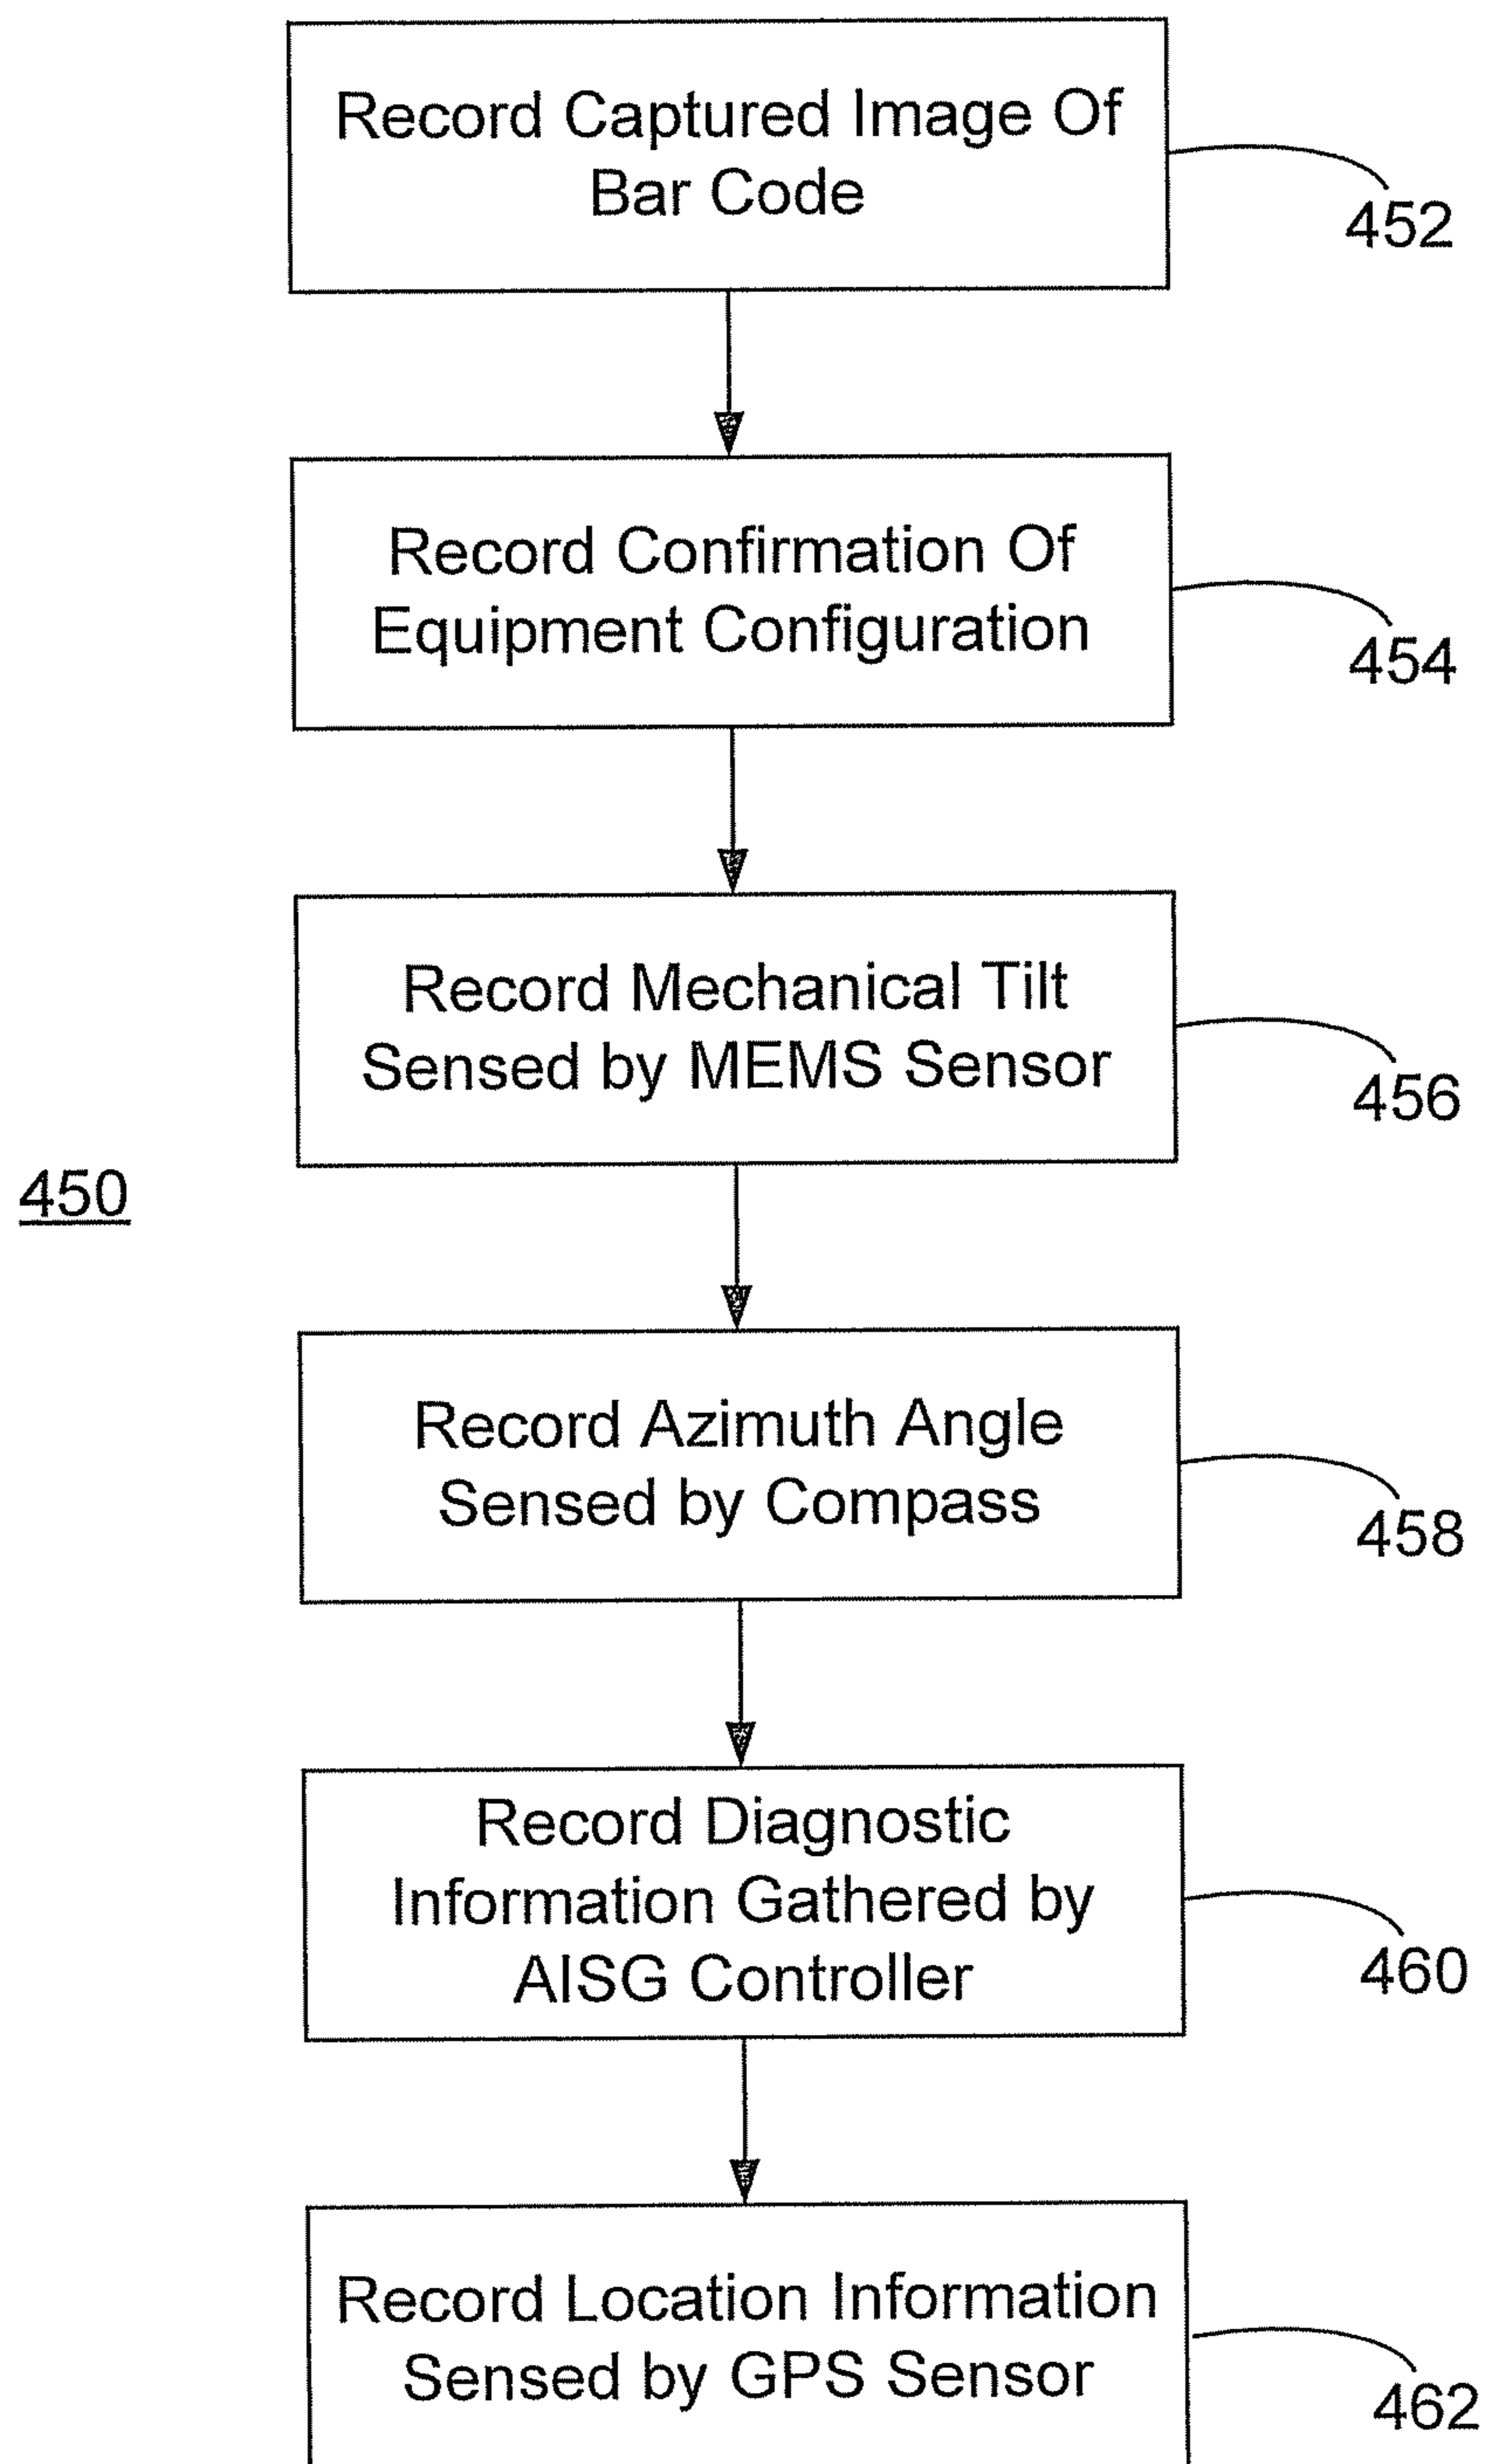 Record Captured Image Of
Bar Code
452
Record Confirmation Of
Equipment Configuration
454
Record Mechanical Tilt
Sensed by MEMS Sensor
456
450
Record Azimuth Angle
Sensed by Compass
458
Record Diagnostic
Information Gathered by
AISG Controller
460
Record Location Information
Sensed by GPS Sensor
462